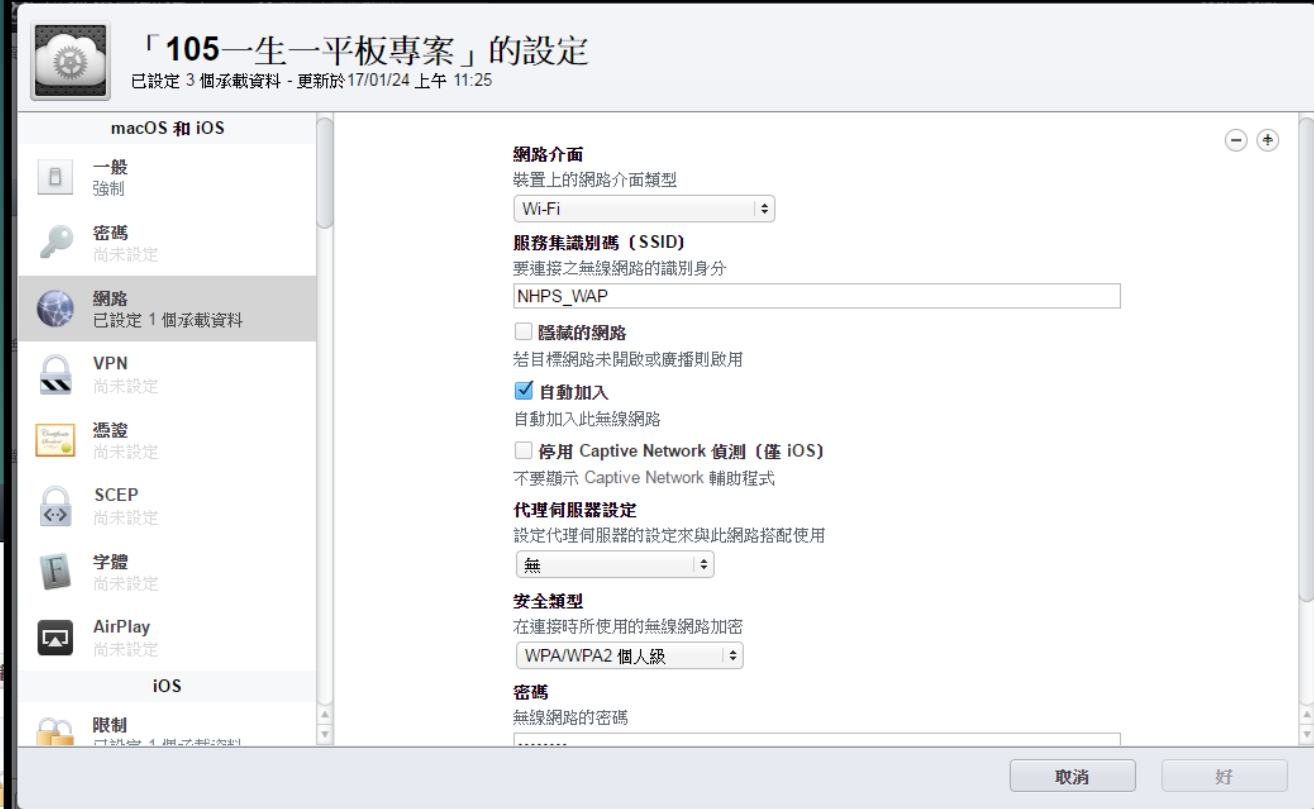 「105一生一平板專案」的設定
已設定 3 個承載資料 - 更新於17/01/24 上午 11:25
macOS 和 iOS
一般
強制
密碼
尚未設定
網路
已設定 1 個承載資料
VPN
尚未設定
憑證
尚未設定
SCEP
尚未設定
字體
尚未設定
AirPlay
尚未設定
iOS
限制
已設定 1 個承載資料
網路介面
裝置上的網路介面類型
Wi-Fi
服務集識別碼（SSID）
要連接之無線網路的識別身分
NHPS_WAP
隱藏的網路
若目標網路未開啟或廣播則啟用
自動加入
自動加入此無線網路
停用 Captive Network 偵測（僅 iOS）
不要顯示 Captive Network 輔助程式
代理伺服器設定
設定代理伺服器的設定來與此網路搭配使用
無
安全類型
在連接時所使用的無線網路加密
WPA/WPA2 個人級
密碼
無線網路的密碼
取消
好